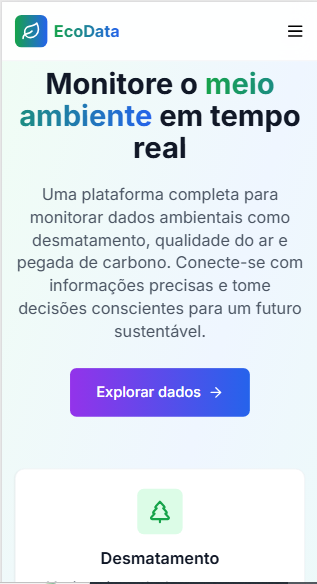 EcoData
Monitore o meio
ambiente em tempo
real
Uma plataforma completa para
monitorar dados ambientais como
desmatamento, qualidade do ar e
pegada de carbono. Conecte-se com
informações precisas e tome
decisões conscientes para um futuro
sustentável.
Explorar dados →
Desmatamento